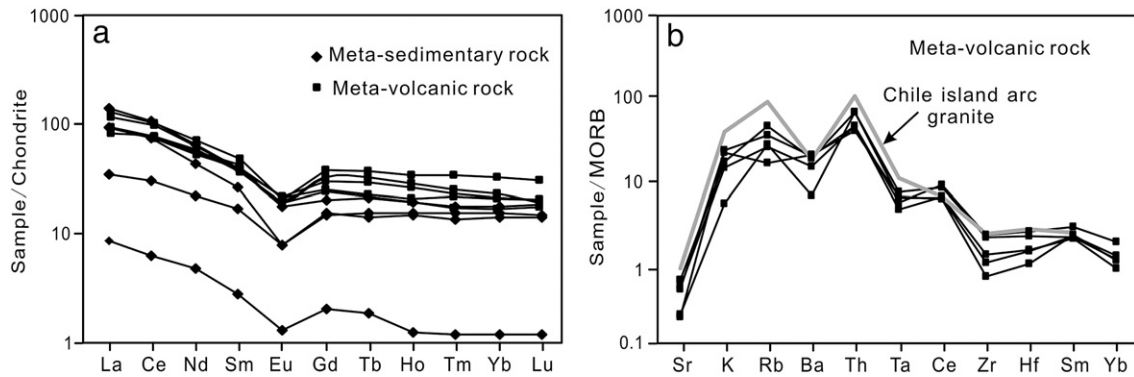 a
Sample/Chondrite
1000
100
10
1
Meta-sedimentary rock
Meta-volcanic rock
La Ce Nd Sm Eu Gd Tb Ho Tm Yb Lu
b
Sample/MORB
1000
100
10
1
0.1
Meta-volcanic rock
Chile island arc
granite
Sr K Rb Ba Th Ta Ce Zr Hf Sm Yb